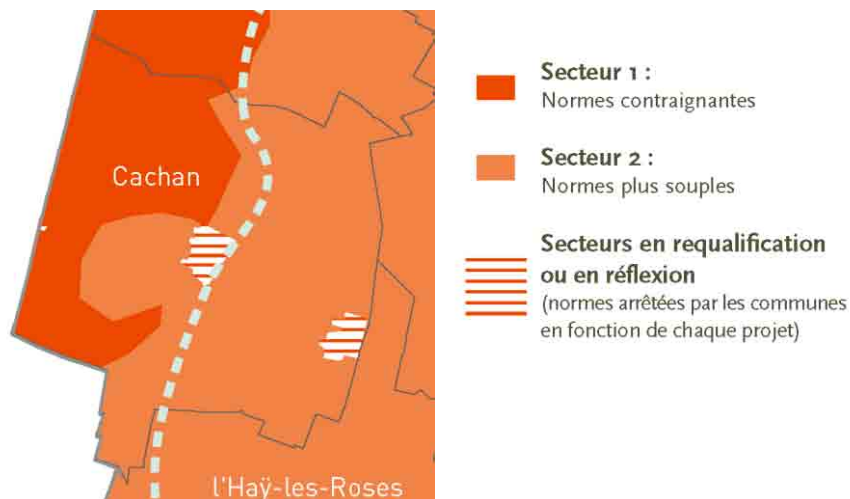 Cachan
l'Haÿ-les-Roses
Secteur 1 :
Normes contraignantes
Secteur 2 :
Normes plus souples
Secteurs en requalification
ou en réflexion
(normes arrêtées par les communes
en fonction de chaque projet)